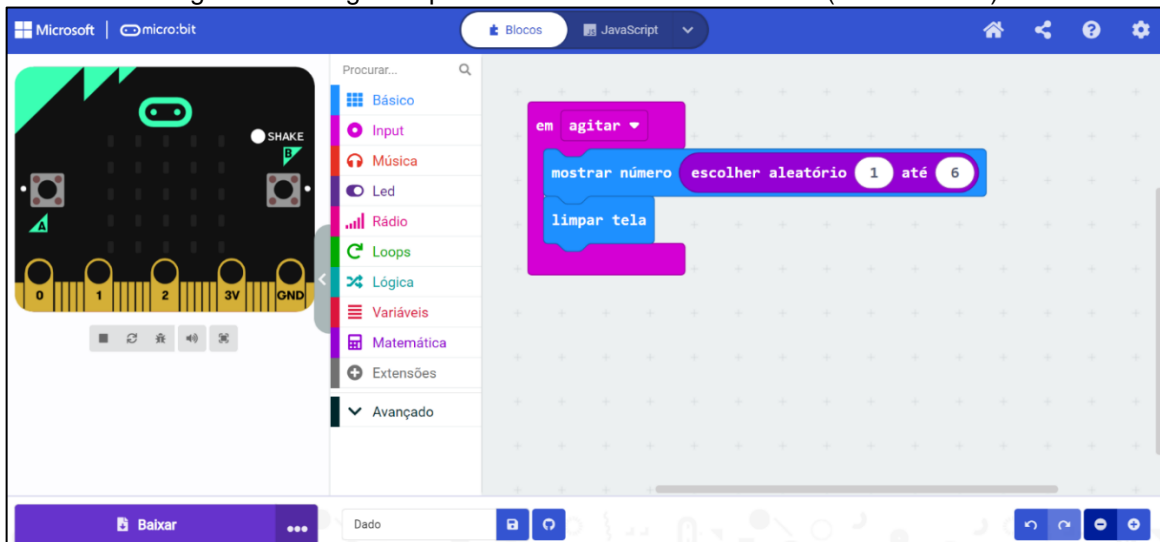 Microsoft | micro:bit
Blocos
JavaScript
Procurar...
Básico
Input
Música
Led
Rádio
Loops
Lógica
Variáveis
Matemática
Extensões
Avançado
SHAKE
B
A
0 1 2 3V GND
em agitar
mostrar número escolher aleatório 1 até 6
limpar tela
Baixar
...
Dado